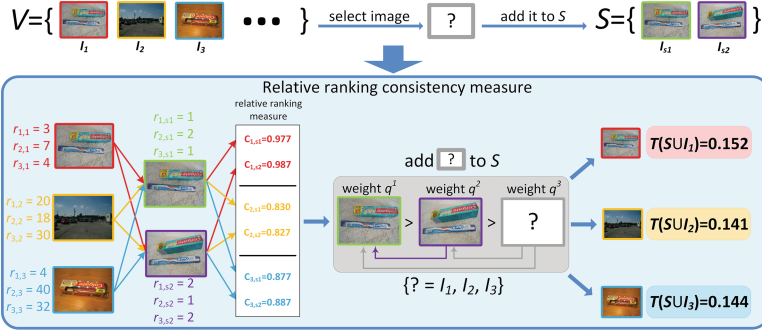 V={ I1 I2 I3 ••• } select image ? add it to S S={ Is1 Is2 }
Relative ranking consistency measure
relative ranking
measure
r1,1 = 3
r2,1 = 7
r3,1 = 4
r1,2 = 20
r2,2 = 18
r3,2 = 30
r1,3 = 4
r2,3 = 40
r3,3 = 32
r1,s1 = 1
r2,s1 = 2
r3,s1 = 1
r1,s2 = 2
r2,s2 = 1
r3,s2 = 2
C1,s1=0.977
C1,s2=0.987
C2,s1=0.830
C2,s2=0.827
C3,s1=0.877
C3,s2=0.887
add ? to S
weight q¹ weight q² weight q³
> > ?
{? = I1, I2, I3}
T(S∪I1)=0.152
T(S∪I2)=0.141
T(S∪I3)=0.144